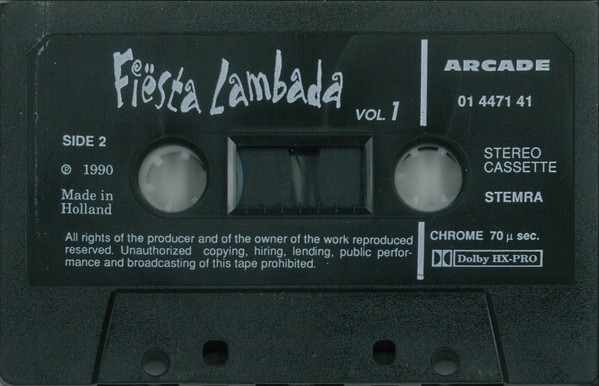 Fiësta Lambada
VOL. 1
ARCADE
01 4471 41
SIDE 2
℗ 1990
Made in
Holland
STEREO
CASSETTE
STEMRA
All rights of the producer and of the owner of the work reproduced
reserved. Unauthorized copying, hiring, lending, public perfor-
mance and broadcasting of this tape prohibited.
CHROME 70 µ sec.
Dolby HX-PRO